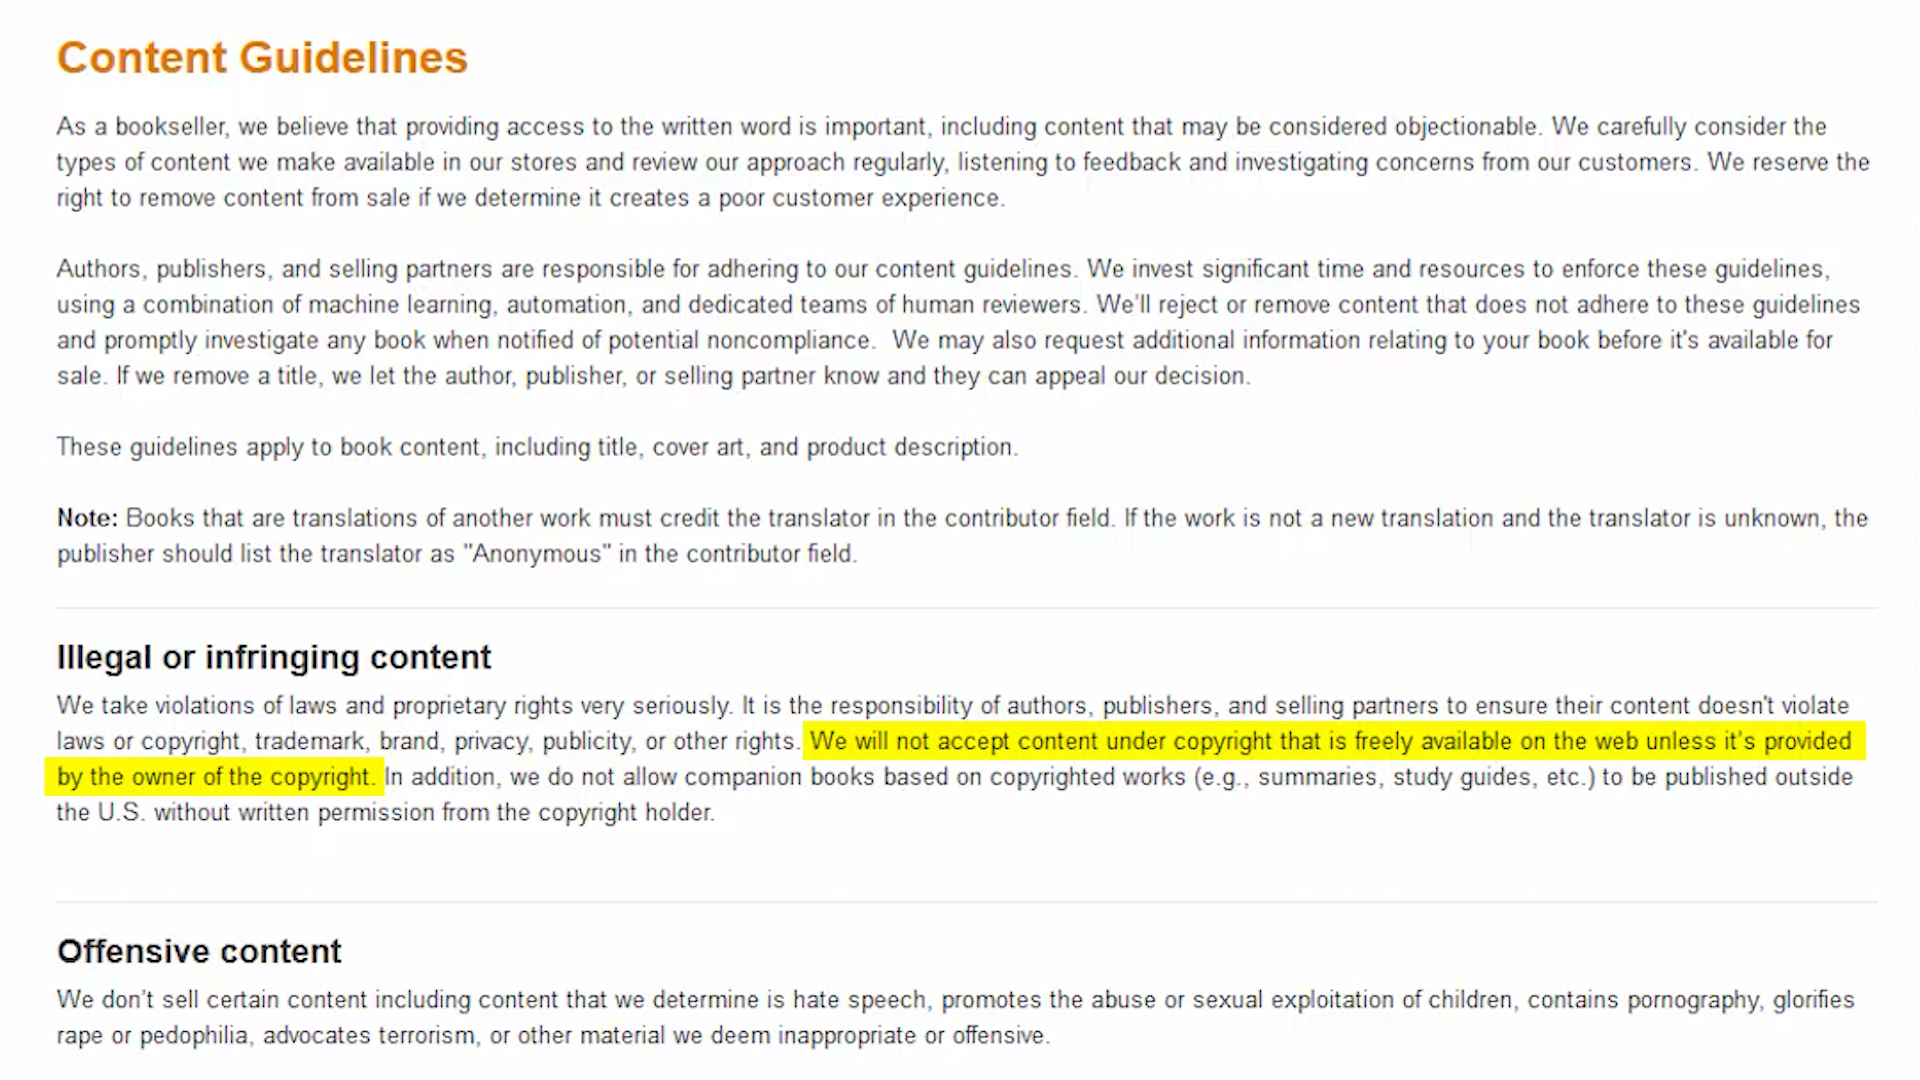 Content Guidelines
As a bookseller, we believe that providing access to the written word is important, including content that may be considered objectionable. We carefully consider the
types of content we make available in our stores and review our approach regularly, listening to feedback and investigating concerns from our customers. We reserve the
right to remove content from sale if we determine it creates a poor customer experience.
Authors, publishers, and selling partners are responsible for adhering to our content guidelines. We invest significant time and resources to enforce these guidelines,
using a combination of machine learning, automation, and dedicated teams of human reviewers. We'll reject or remove content that does not adhere to these guidelines
and promptly investigate any book when notified of potential noncompliance.  We may also request additional information relating to your book before it's available for
sale. If we remove a title, we let the author, publisher, or selling partner know and they can appeal our decision.
These guidelines apply to book content, including title, cover art, and product description.
Note: Books that are translations of another work must credit the translator in the contributor field. If the work is not a new translation and the translator is unknown, the
publisher should list the translator as "Anonymous" in the contributor field.
Illegal or infringing content
We take violations of laws and proprietary rights very seriously. It is the responsibility of authors, publishers, and selling partners to ensure their content doesn't violate
laws or copyright, trademark, brand, privacy, publicity, or other rights. We will not accept content under copyright that is freely available on the web unless it's provided
by the owner of the copyright. In addition, we do not allow companion books based on copyrighted works (e.g., summaries, study guides, etc.) to be published outside
the U.S. without written permission from the copyright holder.
Offensive content
We don't sell certain content including content that we determine is hate speech, promotes the abuse or sexual exploitation of children, contains pornography, glorifies
rape or pedophilia, advocates terrorism, or other material we deem inappropriate or offensive.